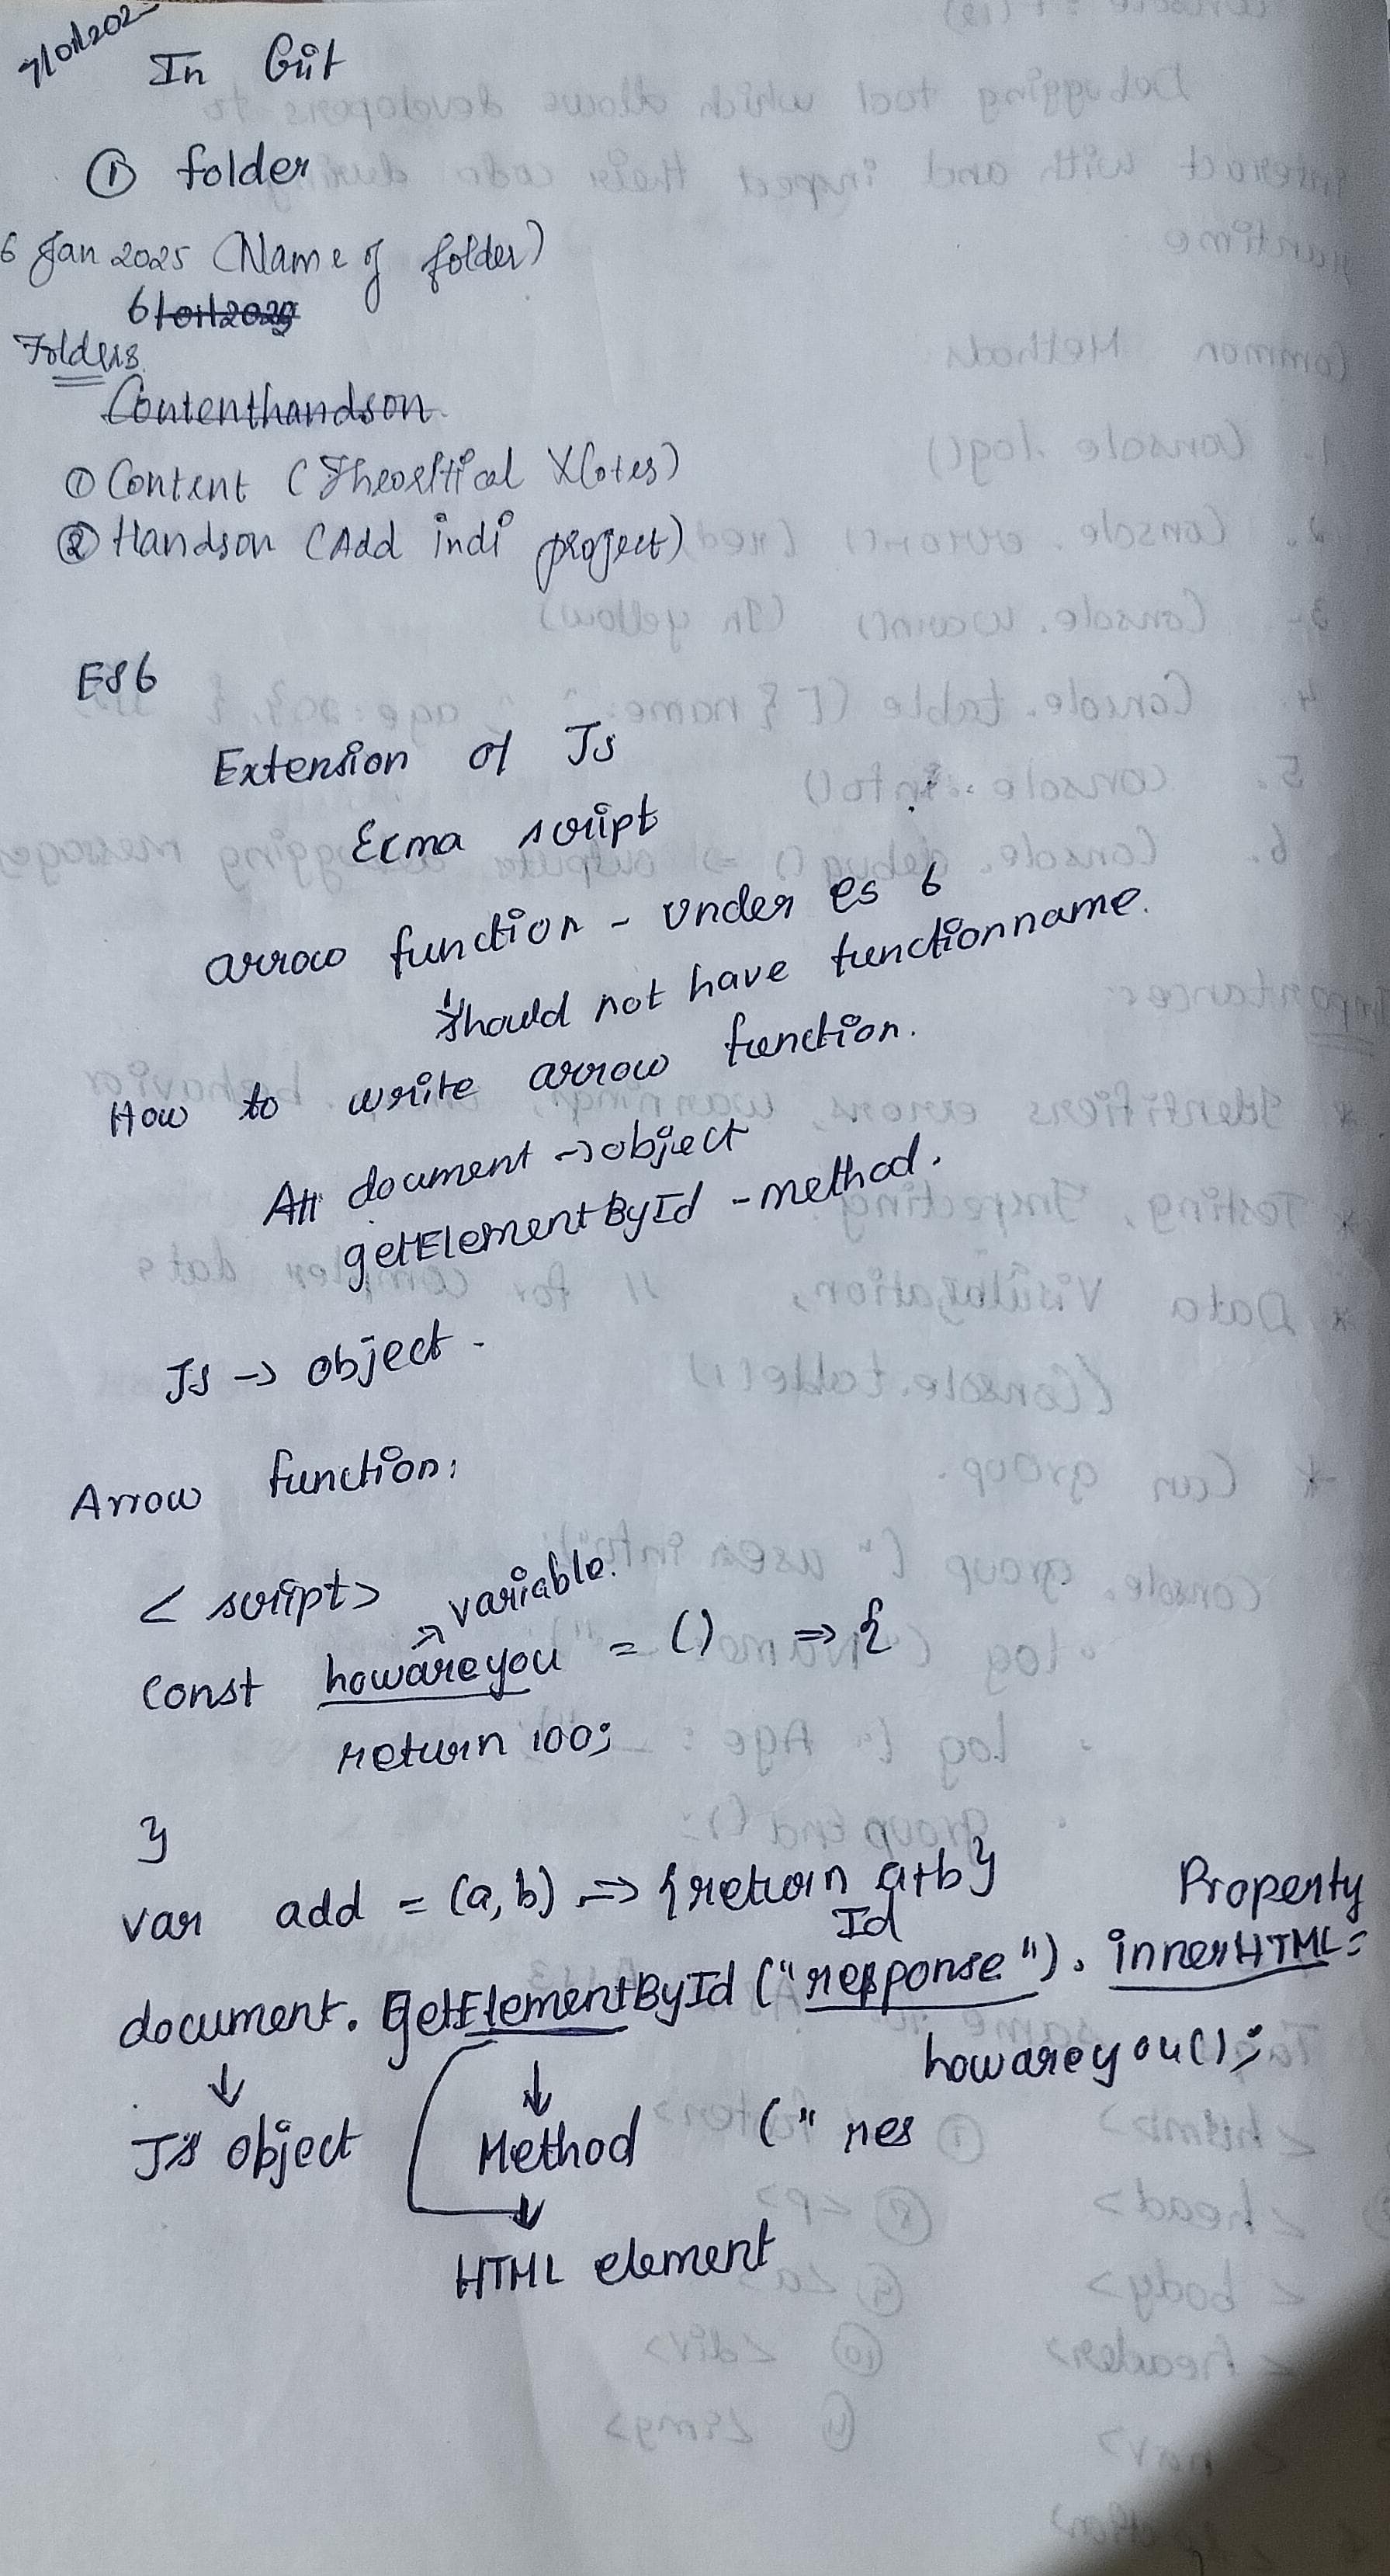 7/01/202
In Git
① folder
6 Jan 2025 (Name of folder)
6/01/2025
Folders
Contenthandson
① Content (Theoritical Notes)
② Handson (Add indi project)
ES6
Extension of Js
Ecma script
arrow function - under es 6
should not have functionname.
How to write arrow function.
document → object
getElementById - method.
Js → object.
Arrow function:
<script> variable.
const howareyou = () => {
return 100;
}
var add = (a, b) => {return a+b}
Id Property
document. getElementById ("response"). innerHTML =
howareyou();
JS object Method (" res
HTML element